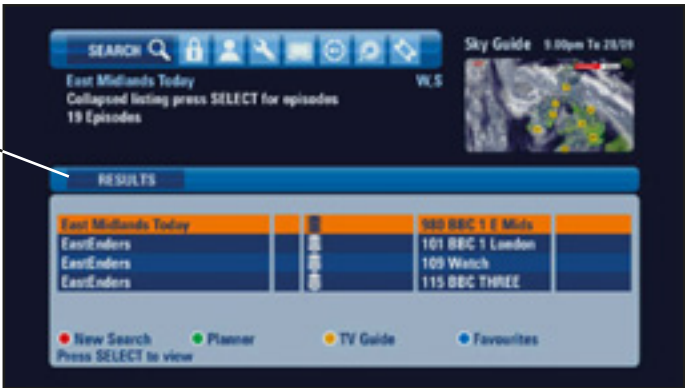 SEARCH
Sky Guide 9.00pm Tu 29/09
East Midlands Today W,S
Collapsed listing press SELECT for episodes
19 Episodes
RESULTS
East Midlands Today 980 BBC 1 E Mids
EastEnders 101 BBC 1 London
EastEnders 109 Watch
EastEnders 115 BBC THREE
New Search Planner TV Guide Favourites
Press SELECT to view